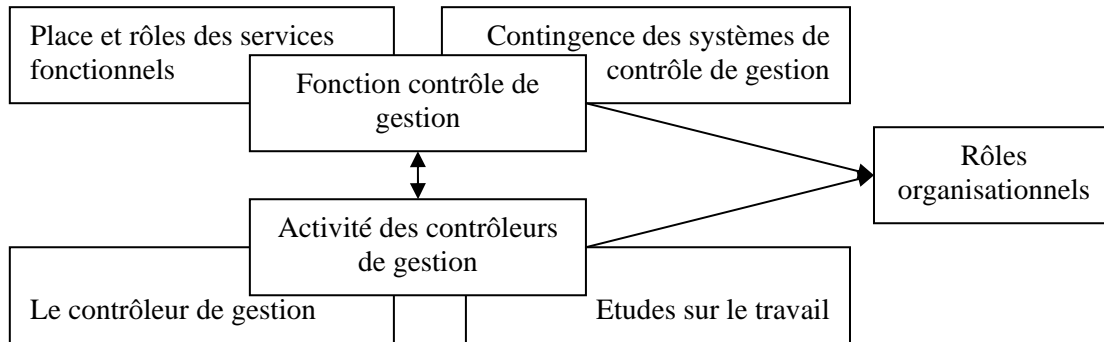 Place et rôles des services
fonctionnels
Contingence des systèmes de
contrôle de gestion
Fonction contrôle de
gestion
Rôles
organisationnels
Activité des contrôleurs
de gestion
Le contrôleur de gestion
Etudes sur le travail